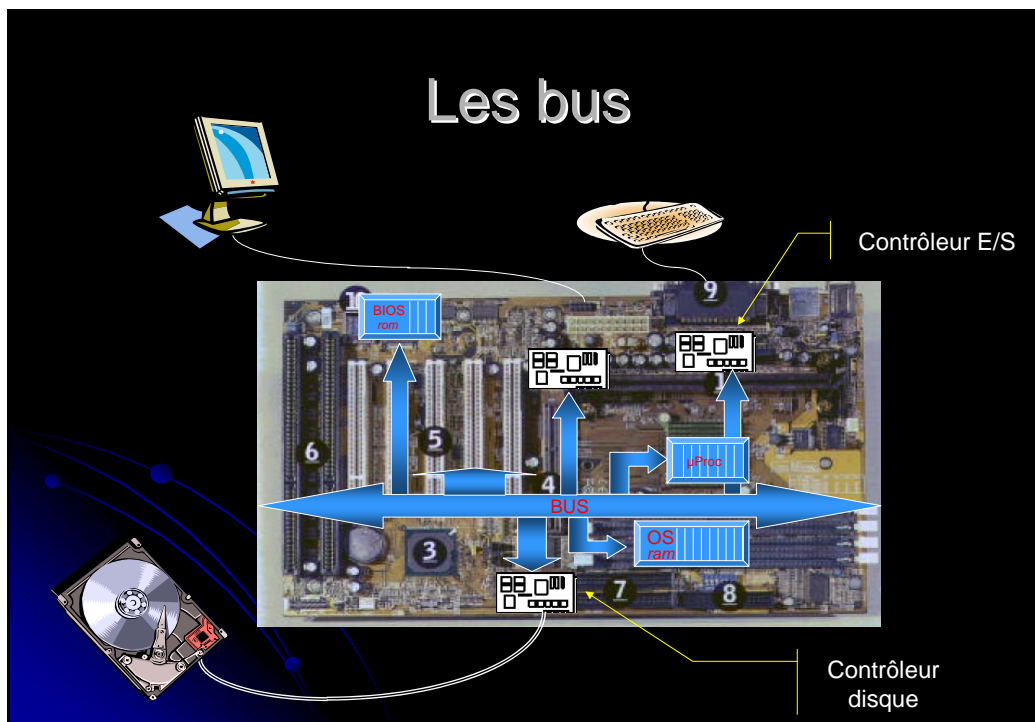 Les bus
Contrôleur E/S
9
10
BIOS
rom
1
5
6
µProc
4
BUS
OS
ram
3
7
8
Contrôleur
disque